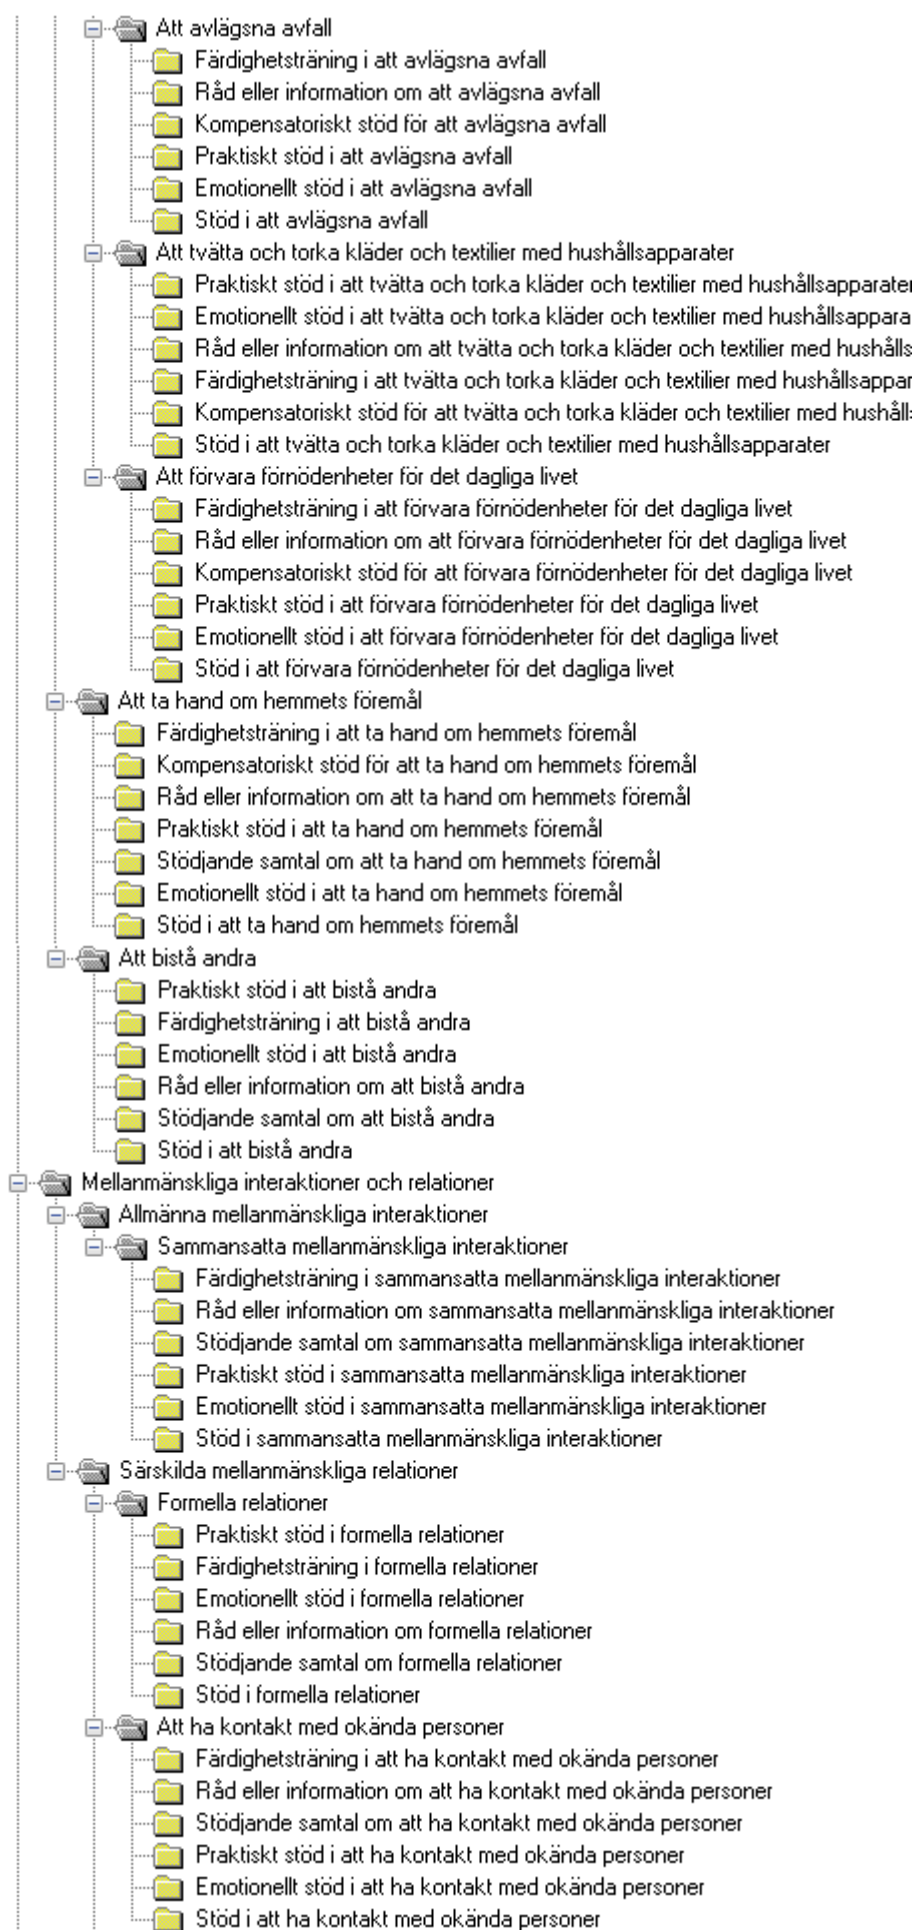 Att avlägsna avfall
Färdighetsträning i att avlägsna avfall
Råd eller information om att avlägsna avfall
Kompensatoriskt stöd för att avlägsna avfall
Praktiskt stöd i att avlägsna avfall
Emotionellt stöd i att avlägsna avfall
Stöd i att avlägsna avfall
Att tvätta och torka kläder och textilier med hushållsapparater
Praktiskt stöd i att tvätta och torka kläder och textilier med hushållsapparater
Emotionellt stöd i att tvätta och torka kläder och textilier med hushållsappara
Råd eller information om att tvätta och torka kläder och textilier med hushålls
Färdighetsträning i att tvätta och torka kläder och textilier med hushållsappar
Kompensatoriskt stöd för att tvätta och torka kläder och textilier med hushålls
Stöd i att tvätta och torka kläder och textilier med hushållsapparater
Att förvara förnödenheter för det dagliga livet
Färdighetsträning i att förvara förnödenheter för det dagliga livet
Råd eller information om att förvara förnödenheter för det dagliga livet
Kompensatoriskt stöd för att förvara förnödenheter för det dagliga livet
Praktiskt stöd i att förvara förnödenheter för det dagliga livet
Emotionellt stöd i att förvara förnödenheter för det dagliga livet
Stöd i att förvara förnödenheter för det dagliga livet
Att ta hand om hemmets föremål
Färdighetsträning i att ta hand om hemmets föremål
Kompensatoriskt stöd för att ta hand om hemmets föremål
Råd eller information om att ta hand om hemmets föremål
Praktiskt stöd i att ta hand om hemmets föremål
Stödjande samtal om att ta hand om hemmets föremål
Emotionellt stöd i att ta hand om hemmets föremål
Stöd i att ta hand om hemmets föremål
Att bistå andra
Praktiskt stöd i att bistå andra
Färdighetsträning i att bistå andra
Emotionellt stöd i att bistå andra
Råd eller information om att bistå andra
Stödjande samtal om att bistå andra
Stöd i att bistå andra
Mellanmänskliga interaktioner och relationer
Allmänna mellanmänskliga interaktioner
Sammansatta mellanmänskliga interaktioner
Färdighetsträning i sammansatta mellanmänskliga interaktioner
Råd eller information om sammansatta mellanmänskliga interaktioner
Stödjande samtal om sammansatta mellanmänskliga interaktioner
Praktiskt stöd i sammansatta mellanmänskliga interaktioner
Emotionellt stöd i sammansatta mellanmänskliga interaktioner
Stöd i sammansatta mellanmänskliga interaktioner
Särskilda mellanmänskliga relationer
Formella relationer
Praktiskt stöd i formella relationer
Färdighetsträning i formella relationer
Emotionellt stöd i formella relationer
Råd eller information om formella relationer
Stödjande samtal om formella relationer
Stöd i formella relationer
Att ha kontakt med okända personer
Färdighetsträning i att ha kontakt med okända personer
Råd eller information om att ha kontakt med okända personer
Stödjande samtal om att ha kontakt med okända personer
Praktiskt stöd i att ha kontakt med okända personer
Emotionellt stöd i att ha kontakt med okända personer
Stöd i att ha kontakt med okända personer